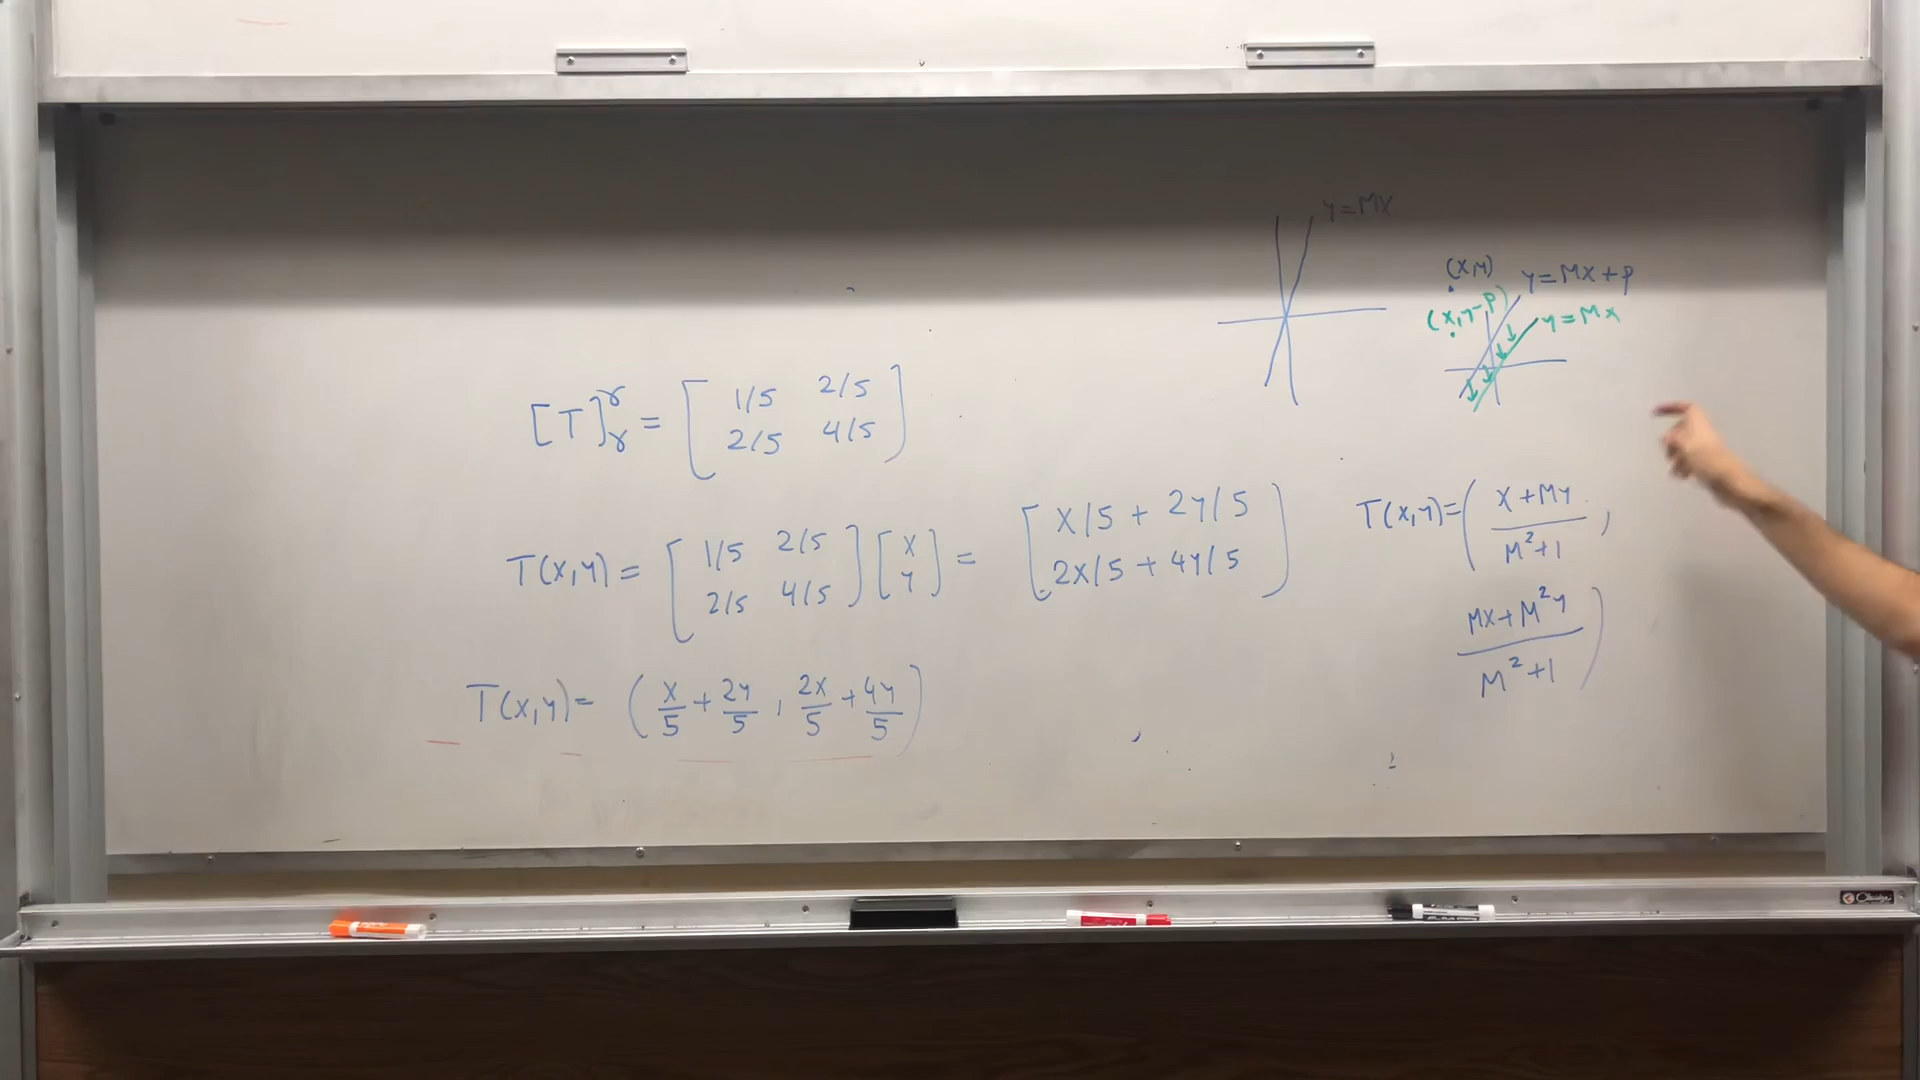 y=Mx
(x,y)
y=Mx+p
(x,y-p)
y=Mx
[T]ᵞᵧ = [ 1/5 2/5
2/5 4/5 ]
T(x,y) = [ 1/5 2/5
2/5 4/5 ] [ x
y ] = [ x/5 + 2y/5
2x/5 + 4y/5 ]
T(x,y)= ( x/5 + 2y/5 , 2x/5 + 4y/5 )
T(x,y)= ( x+My / M²+1 ,
Mx+M²y / M²+1 )